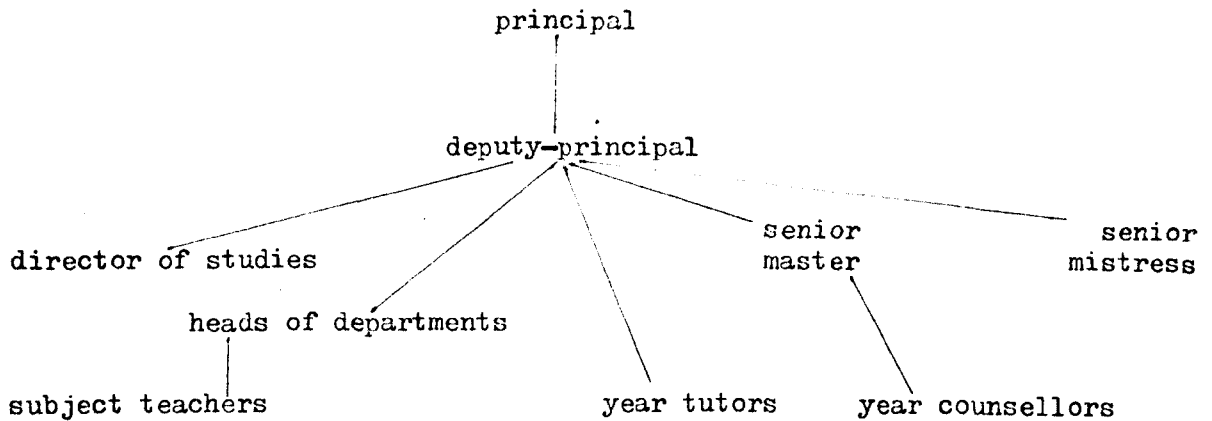 principal
deputy-principal
director of studies
senior
master
senior
mistress
heads of departments
subject teachers
year tutors
year counsellors